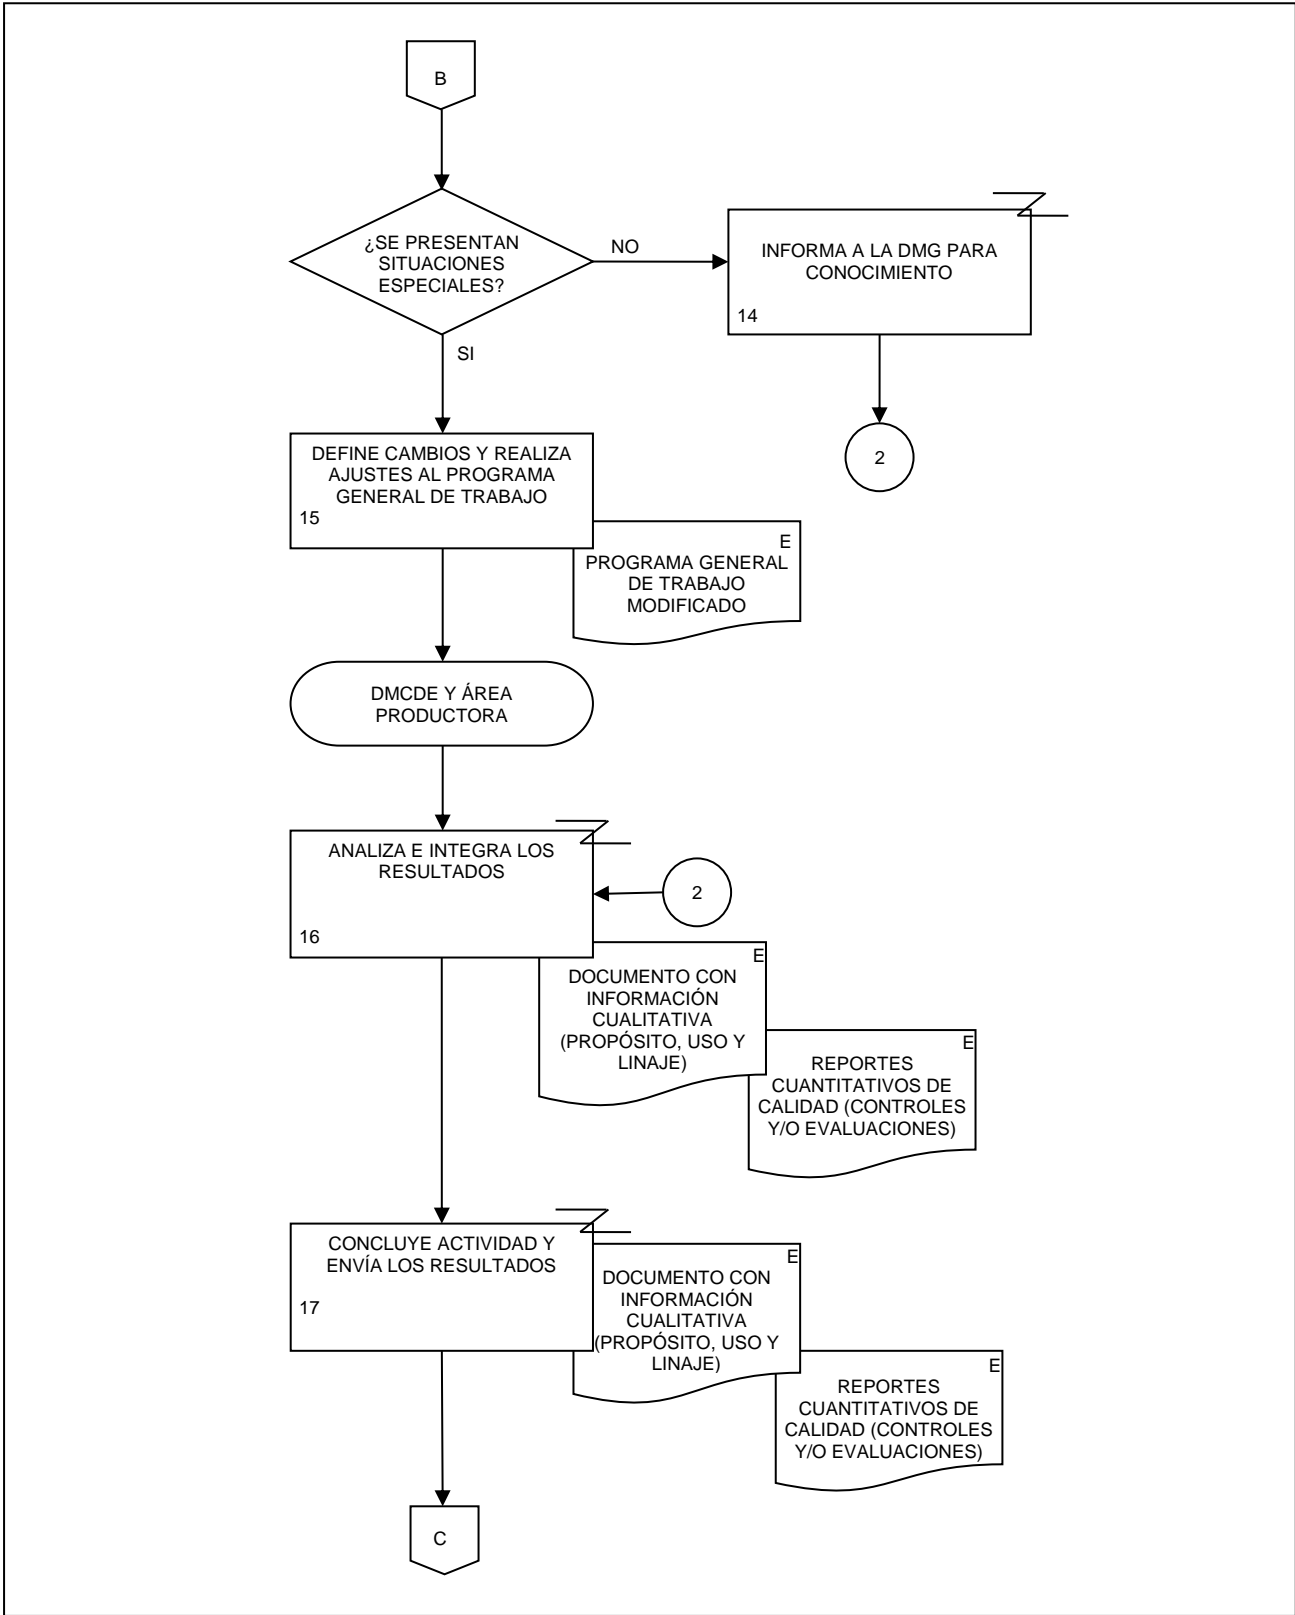 B
¿SE PRESENTAN
SITUACIONES
ESPECIALES?
NO
INFORMA A LA DMG PARA
CONOCIMIENTO
14
SI
2
DEFINE CAMBIOS Y REALIZA
AJUSTES AL PROGRAMA
GENERAL DE TRABAJO
15
E
PROGRAMA GENERAL
DE TRABAJO
MODIFICADO
DMCDE Y ÁREA
PRODUCTORA
ANALIZA E INTEGRA LOS
RESULTADOS
16
2
E
DOCUMENTO CON
INFORMACIÓN
CUALITATIVA
(PROPÓSITO, USO Y
LINAJE)
E
REPORTES
CUANTITATIVOS DE
CALIDAD (CONTROLES
Y/O EVALUACIONES)
CONCLUYE ACTIVIDAD Y
ENVÍA LOS RESULTADOS
17
E
DOCUMENTO CON
INFORMACIÓN
CUALITATIVA
(PROPÓSITO, USO Y
LINAJE)
E
REPORTES
CUANTITATIVOS DE
CALIDAD (CONTROLES
Y/O EVALUACIONES)
C